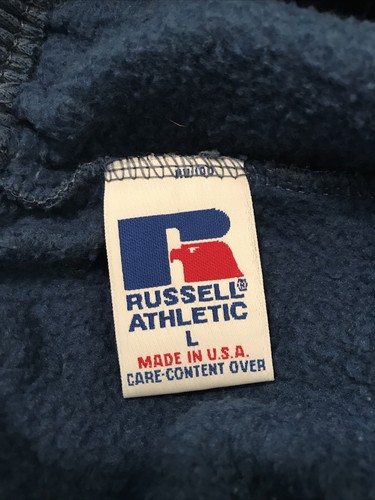 RUSSELL®
ATHLETIC
L
MADE IN U.S.A.
CARE-CONTENT OVER